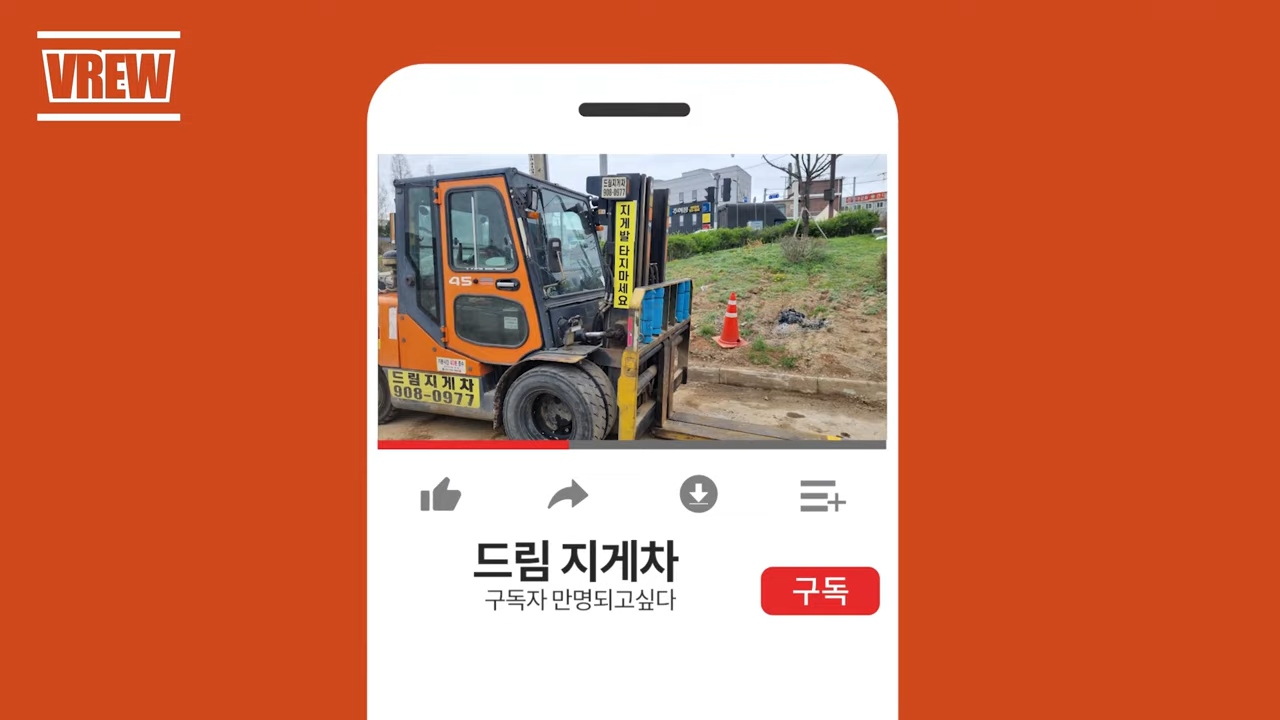 VREW
드림지게차
908-0977
지게발 타지마세요
45
드림지게차
908-0977
드림 지게차
구독자 만명되고싶다
구독